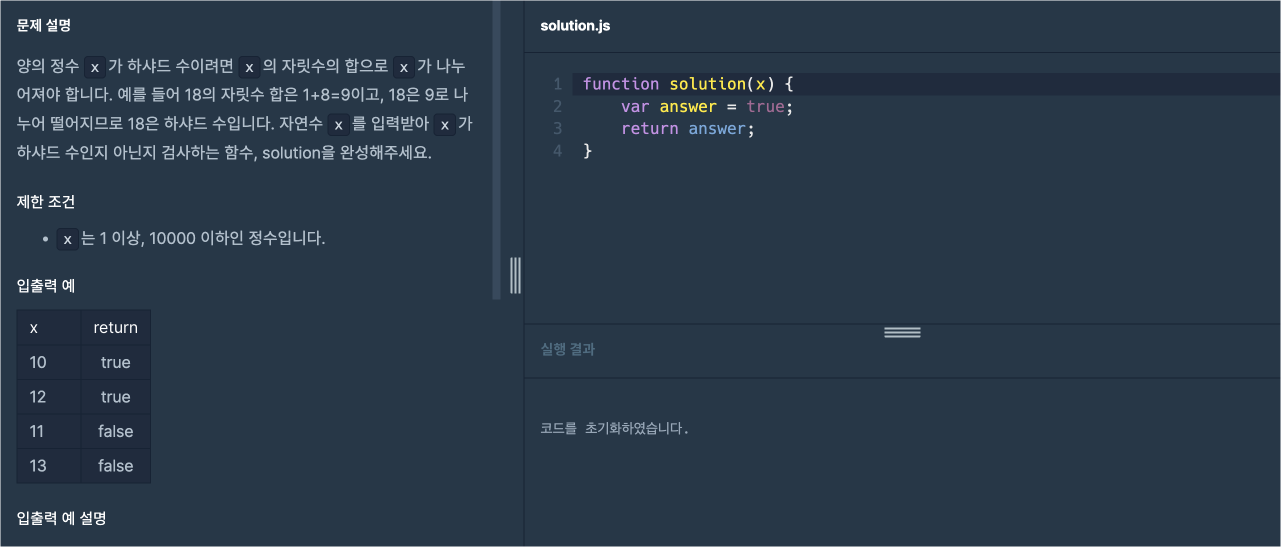 문제 설명
양의 정수 x 가 하샤드 수이려면 x 의 자릿수의 합으로 x 가 나누
어져야 합니다. 예를 들어 18의 자릿수 합은 1+8=9이고, 18은 9로 나
누어 떨어지므로 18은 하샤드 수입니다. 자연수 x 를 입력받아 x 가
하샤드 수인지 아닌지 검사하는 함수, solution을 완성해주세요.
제한 조건
• x 는 1 이상, 10000 이하인 정수입니다.
입출력 예
x return
10 true
12 true
11 false
13 false
입출력 예 설명
solution.js
1 function solution(x) {
2 var answer = true;
3 return answer;
4 }
실행 결과
코드를 초기화하였습니다.